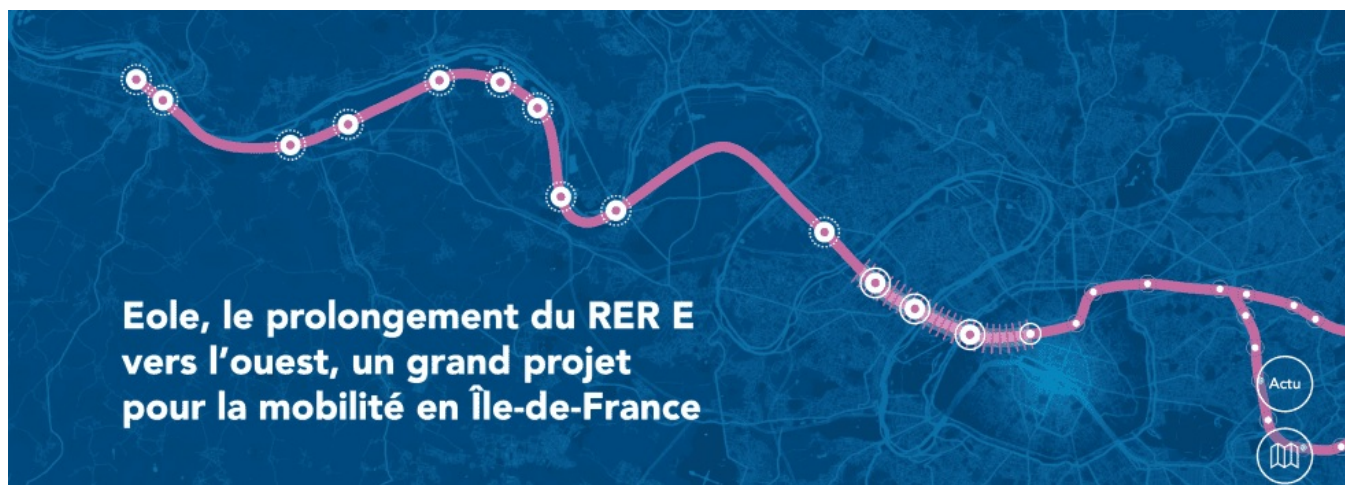 Eole, le prolongement du RER E
vers l'ouest, un grand projet
pour la mobilité en Île-de-France
Actu